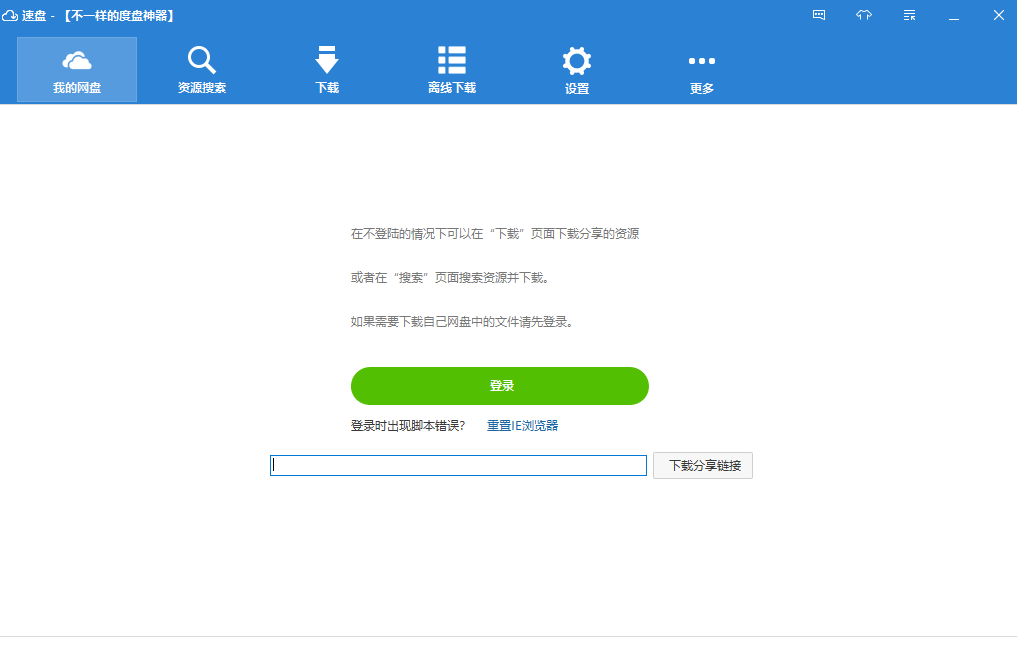 速盘 - 【不一样的度盘神器】
我的网盘
资源搜索
下载
离线下载
设置
更多
在不登陆的情况下可以在“下载”页面下载分享的资源
或者在“搜索”页面搜索资源并下载。
如果需要下载自己网盘中的文件请先登录。
登录
登录时出现脚本错误？ 重置IE浏览器
下载分享链接